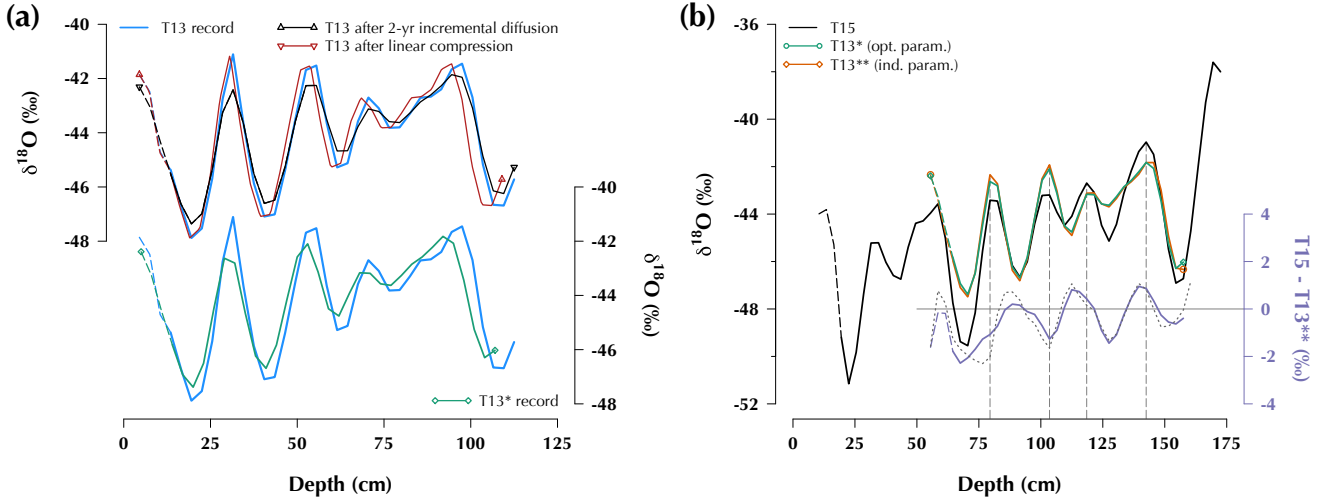 (a)
T13 record
T13 after 2-yr incremental diffusion
T13 after linear compression
-40
-42
-44
-46
-48
δ18O (‰)
-40
-42
-44
-46
-48
δ18O (‰)
T13* record
0 25 50 75 100 125
Depth (cm)
(b)
T15
T13* (opt. param.)
T13** (ind. param.)
-36
-40
-44
-48
-52
δ18O (‰)
4
2
0
-2
-4
T15 - T13** (‰)
0 25 50 75 100 125 150 175
Depth (cm)